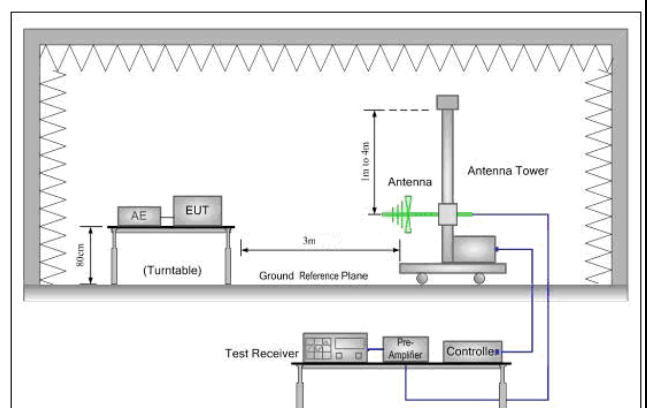 1m to 4m
Antenna
Antenna Tower
AE
EUT
80cm
(Turntable)
3m
Ground Reference Plane
Test Receiver
Pre-
Amplifier
Controller